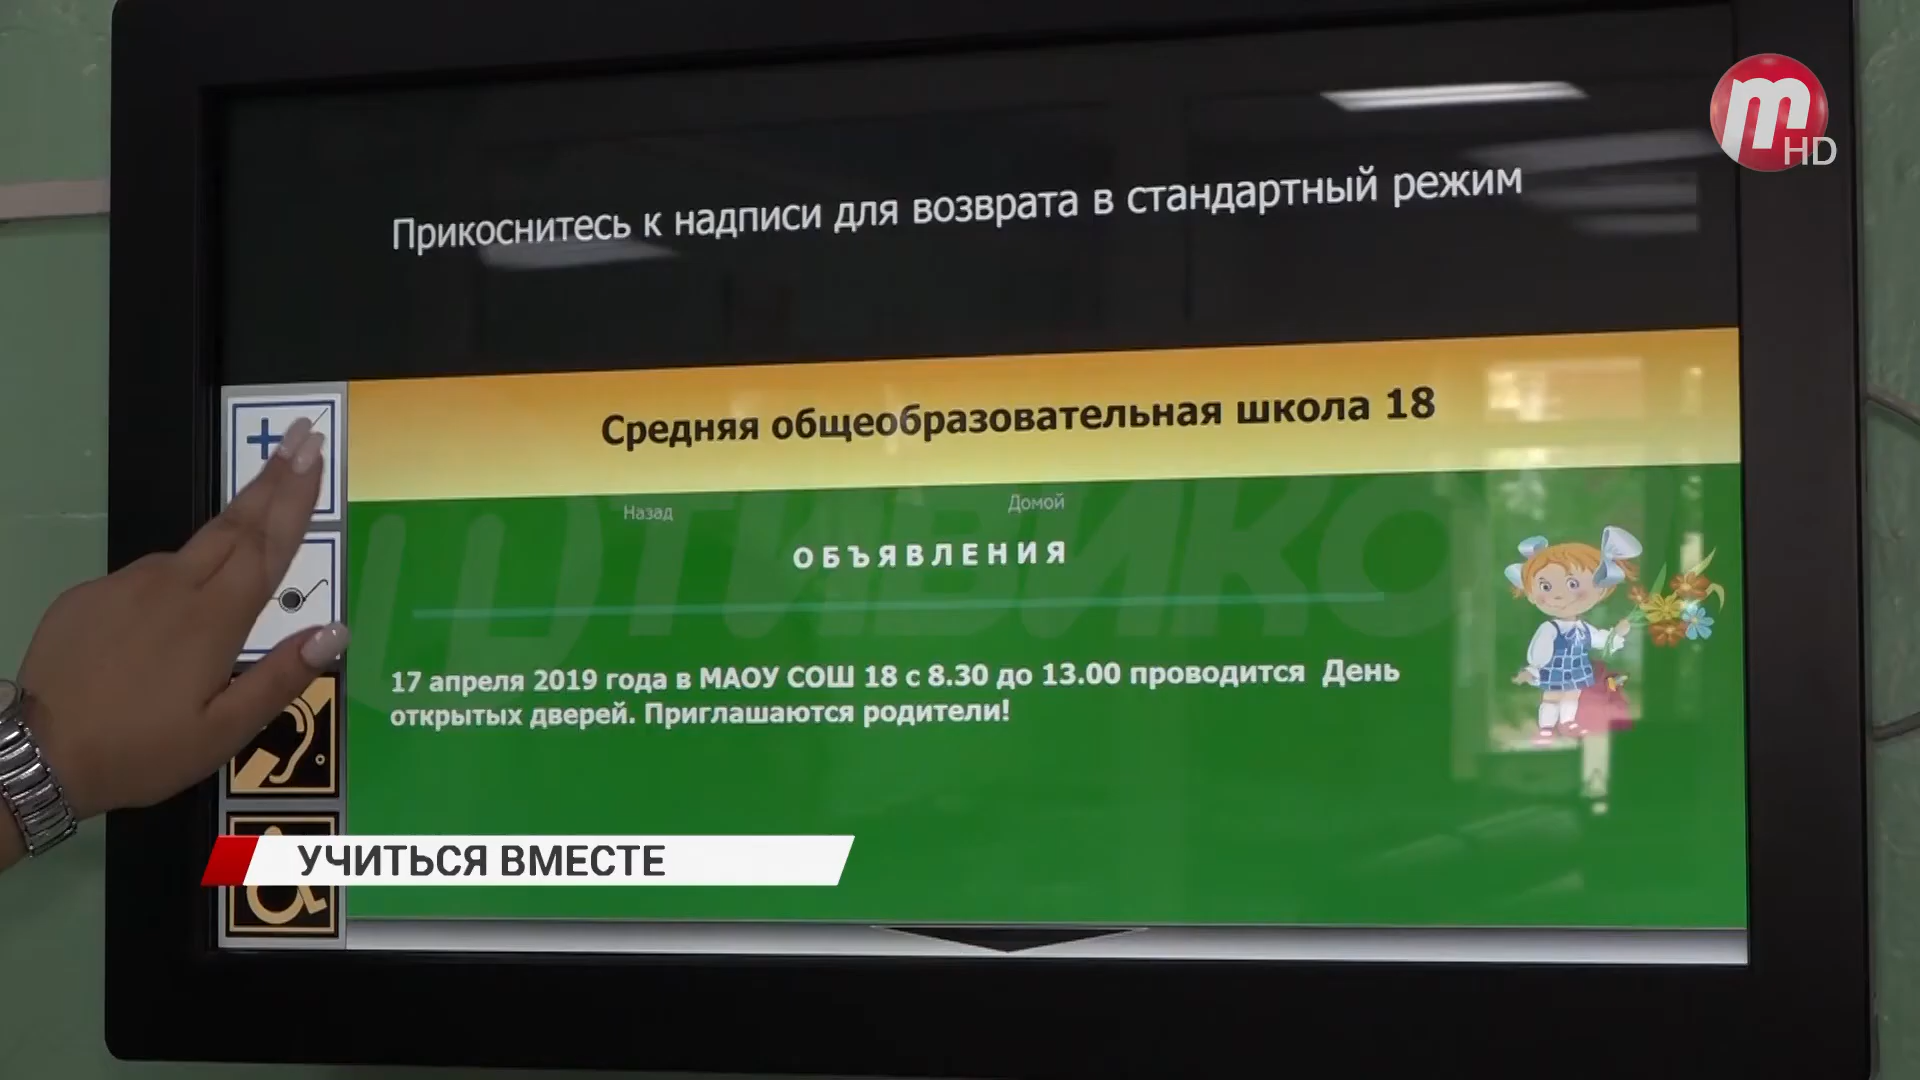 m HD
Прикоснитесь к надписи для возврата в стандартный режим
Средняя общеобразовательная школа 18
Назад
Домой
ТИВИКОМ
ОБЪЯВЛЕНИЯ
17 апреля 2019 года в МАОУ СОШ 18 с 8.30 до 13.00 проводится День
открытых дверей. Приглашаются родители!
УЧИТЬСЯ ВМЕСТЕ